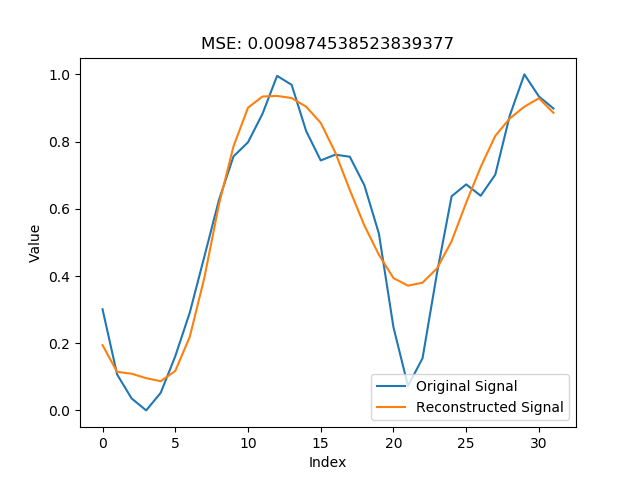 MSE: 0.009874538523839377
1.0
0.8
0.6
0.4
0.2
0.0
Value
Original Signal
Reconstructed Signal
0 5 10 15 20 25 30
Index